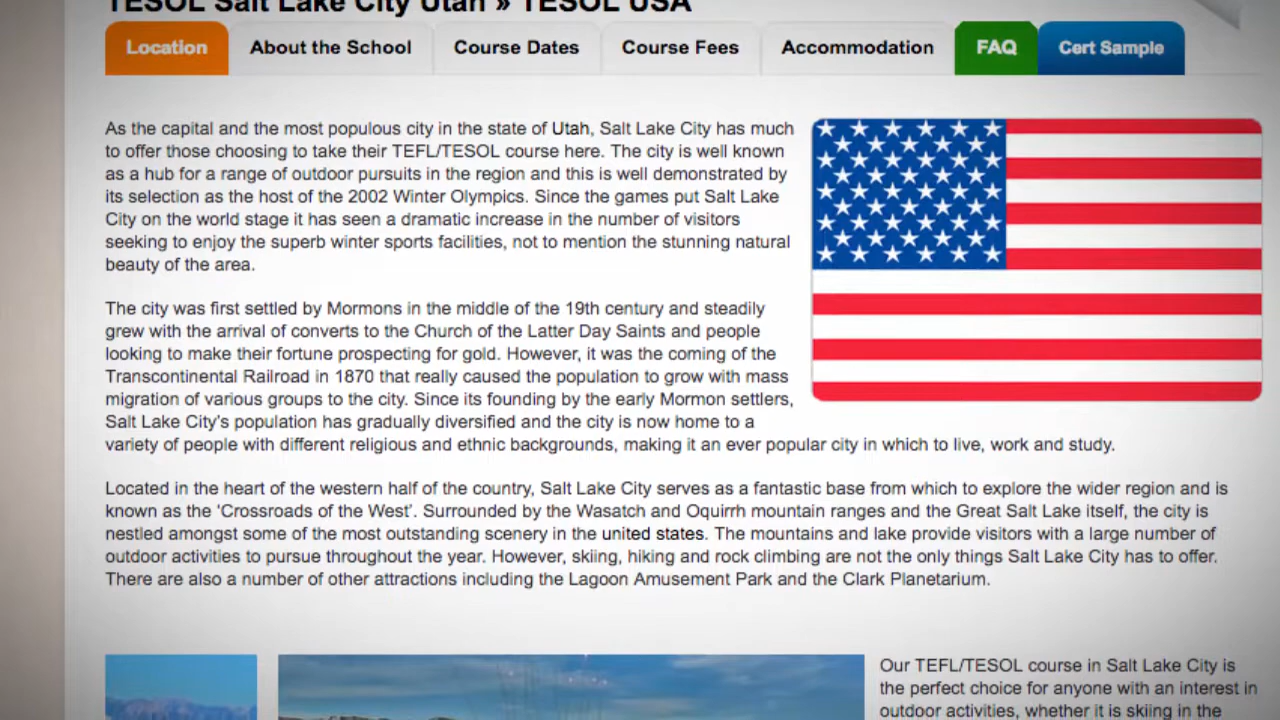 TESOL Salt Lake City Utah » TESOL USA
Location About the School Course Dates Course Fees Accommodation FAQ Cert Sample
As the capital and the most populous city in the state of Utah, Salt Lake City has much
to offer those choosing to take their TEFL/TESOL course here. The city is well known
as a hub for a range of outdoor pursuits in the region and this is well demonstrated by
its selection as the host of the 2002 Winter Olympics. Since the games put Salt Lake
City on the world stage it has seen a dramatic increase in the number of visitors
seeking to enjoy the superb winter sports facilities, not to mention the stunning natural
beauty of the area.
The city was first settled by Mormons in the middle of the 19th century and steadily
grew with the arrival of converts to the Church of the Latter Day Saints and people
looking to make their fortune prospecting for gold. However, it was the coming of the
Transcontinental Railroad in 1870 that really caused the population to grow with mass
migration of various groups to the city. Since its founding by the early Mormon settlers,
Salt Lake City's population has gradually diversified and the city is now home to a
variety of people with different religious and ethnic backgrounds, making it an ever popular city in which to live, work and study.
Located in the heart of the western half of the country, Salt Lake City serves as a fantastic base from which to explore the wider region and is
known as the ‘Crossroads of the West’. Surrounded by the Wasatch and Oquirrh mountain ranges and the Great Salt Lake itself, the city is
nestled amongst some of the most outstanding scenery in the united states. The mountains and lake provide visitors with a large number of
outdoor activities to pursue throughout the year. However, skiing, hiking and rock climbing are not the only things Salt Lake City has to offer.
There are also a number of other attractions including the Lagoon Amusement Park and the Clark Planetarium.
Our TEFL/TESOL course in Salt Lake City is
the perfect choice for anyone with an interest in
outdoor activities, whether it is skiing in the